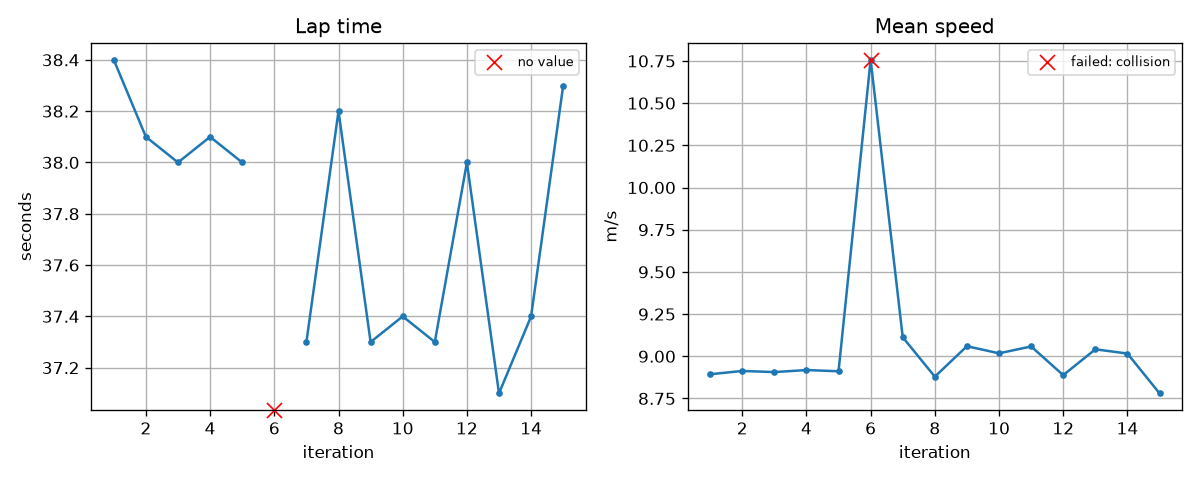 Lap time
no value
38.4
38.2
38.0
37.8
37.6
37.4
37.2
seconds
2 4 6 8 10 12 14
iteration
Mean speed
failed: collision
10.75
10.50
10.25
10.00
9.75
9.50
9.25
9.00
8.75
m/s
2 4 6 8 10 12 14
iteration